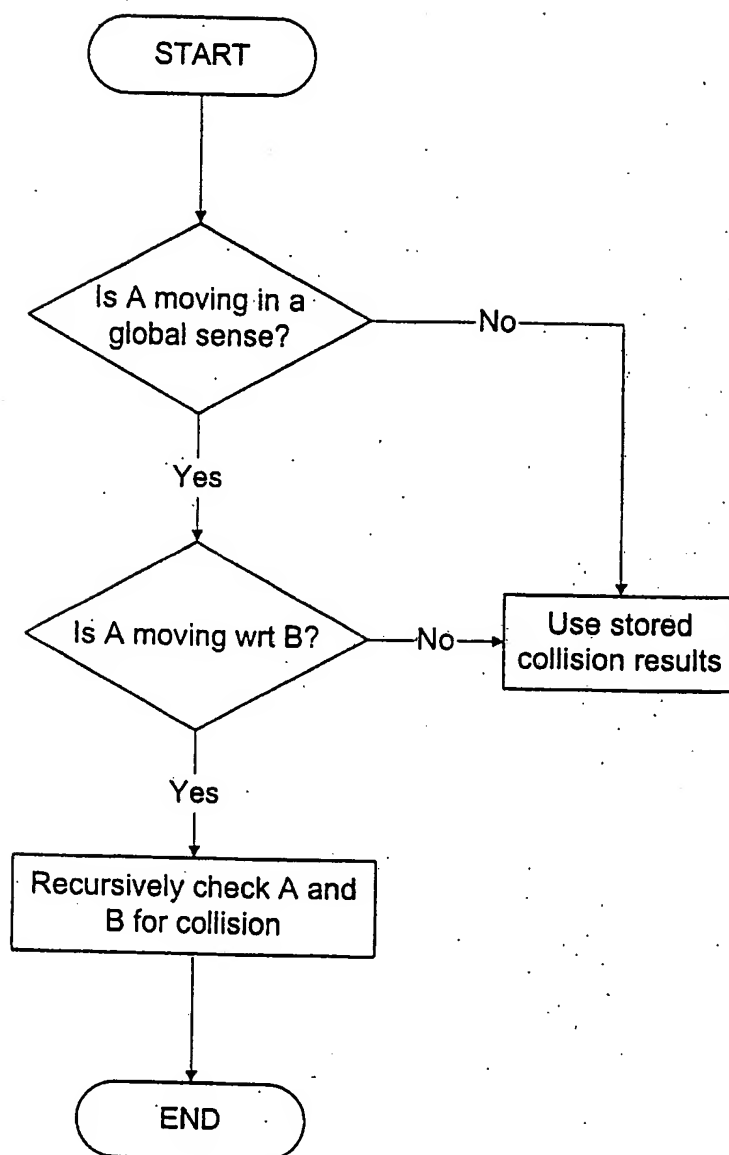 START
Is A moving in a
global sense?
No
Yes
Is A moving wrt B?
No
Use stored
collision results
Yes
Recursively check A and
B for collision
END